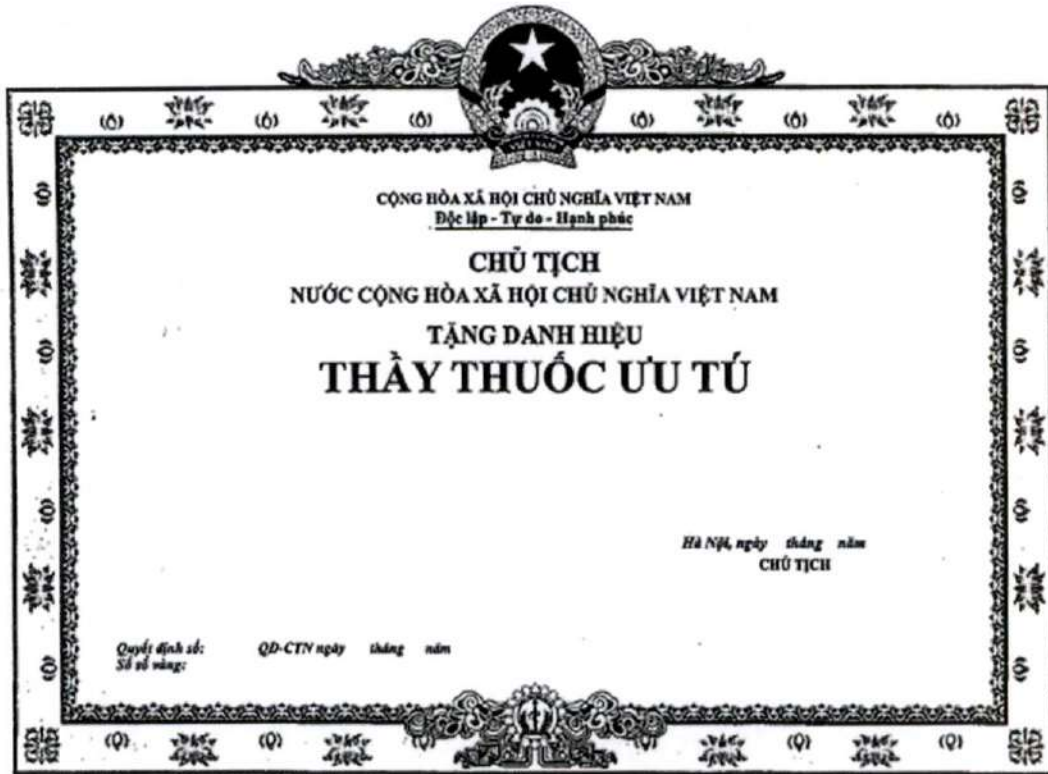 CỘNG HÒA XÃ HỘI CHỦ NGHĨA VIỆT NAM
Độc lập - Tự do - Hạnh phúc
CHỦ TỊCH
NƯỚC CỘNG HÒA XÃ HỘI CHỦ NGHĨA VIỆT NAM
TẶNG DANH HIỆU
THẦY THUỐC ƯU TÚ
Hà Nội, ngày tháng năm
CHỦ TỊCH
Quyết định số: QD-CTN ngày tháng năm
Số sổ vàng: